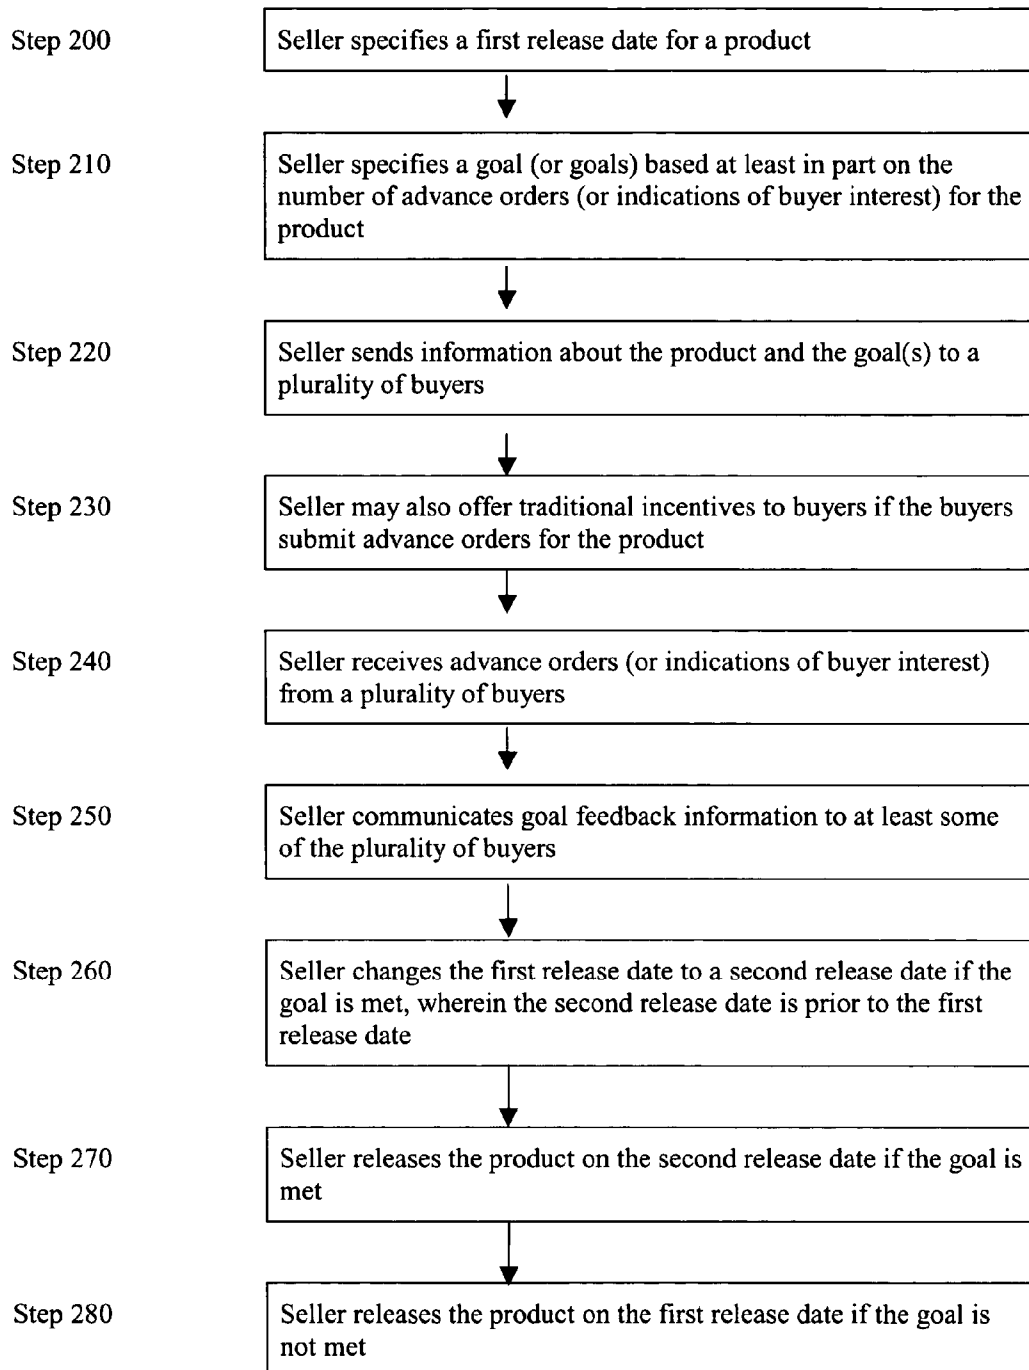 Step 200
Seller specifies a first release date for a product
Step 210
Seller specifies a goal (or goals) based at least in part on the
number of advance orders (or indications of buyer interest) for the
product
Step 220
Seller sends information about the product and the goal(s) to a
plurality of buyers
Step 230
Seller may also offer traditional incentives to buyers if the buyers
submit advance orders for the product
Step 240
Seller receives advance orders (or indications of buyer interest)
from a plurality of buyers
Step 250
Seller communicates goal feedback information to at least some
of the plurality of buyers
Step 260
Seller changes the first release date to a second release date if the
goal is met, wherein the second release date is prior to the first
release date
Step 270
Seller releases the product on the second release date if the goal is
met
Step 280
Seller releases the product on the first release date if the goal is
not met